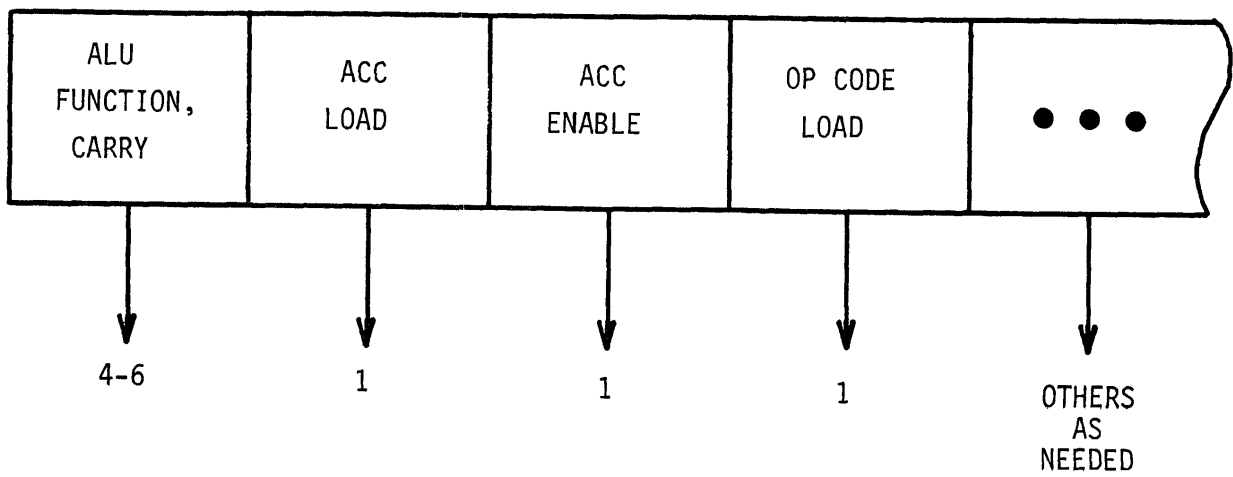 ALU
FUNCTION,
CARRY
ACC
LOAD
ACC
ENABLE
OP CODE
LOAD
4-6
1
1
1
OTHERS
AS
NEEDED